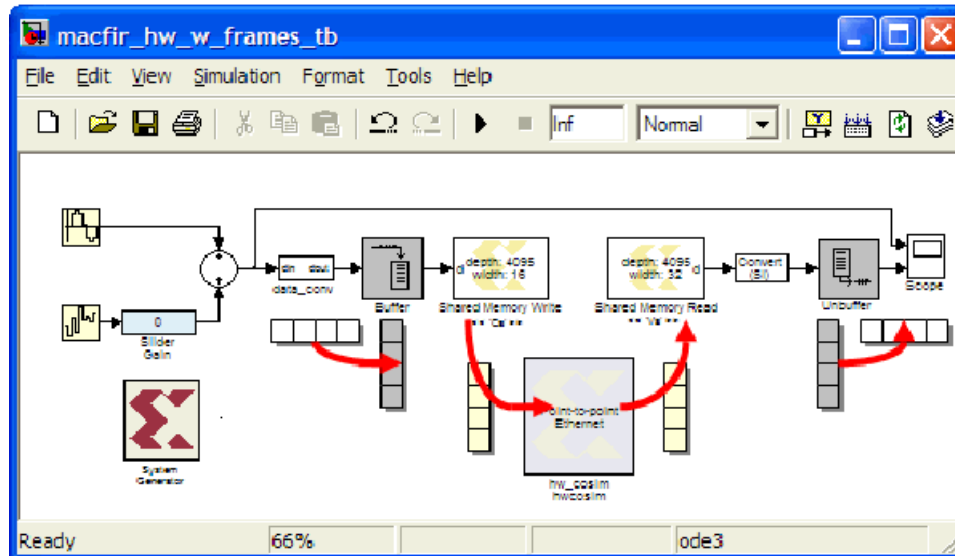 macfir_hw_w_frames_tb
File Edit View Simulation Format Tools Help
Inf Normal
din dout
data_conv
Buffer
depth: 4095
width: 16
di
Shared Memory Write
depth: 4095
width: 32
d
Shared Memory Read
Convert
(SI)
Unbuffer
Scope
0
Slider
Gain
System
Generator
point-to-point
Ethernet
hw_cosim
hwcosim
Ready 66% ode3